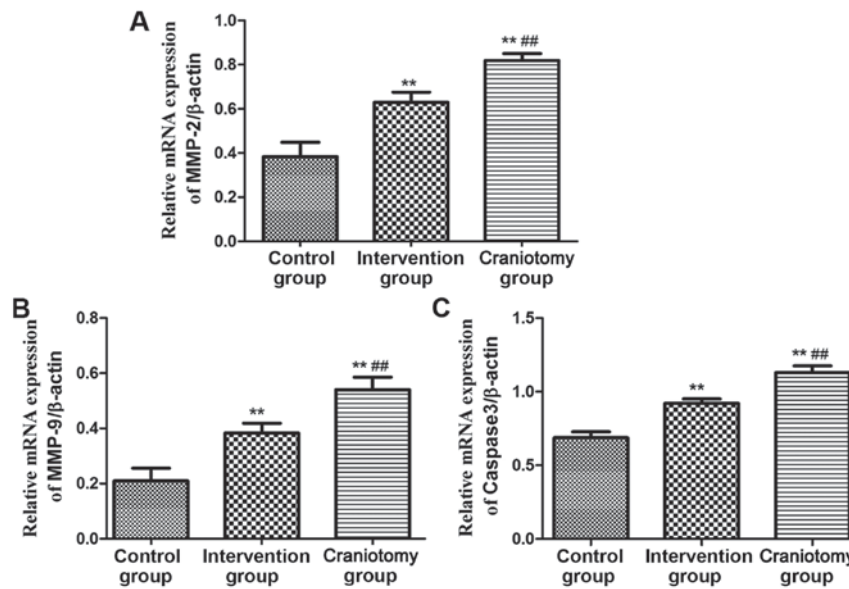 A
Relative mRNA expression
of MMP-2/β-actin
1.0
0.8
0.6
0.4
0.2
0.0
**
** ##
Control
group
Intervention
group
Craniotomy
group
B
Relative mRNA expression
of MMP-9/β-actin
0.8
0.6
0.4
0.2
0.0
**
** ##
Control
group
Intervention
group
Craniotomy
group
C
Relative mRNA expression
of Caspase3/β-actin
1.5
1.0
0.5
0.0
**
** ##
Control
group
Intervention
group
Craniotomy
group